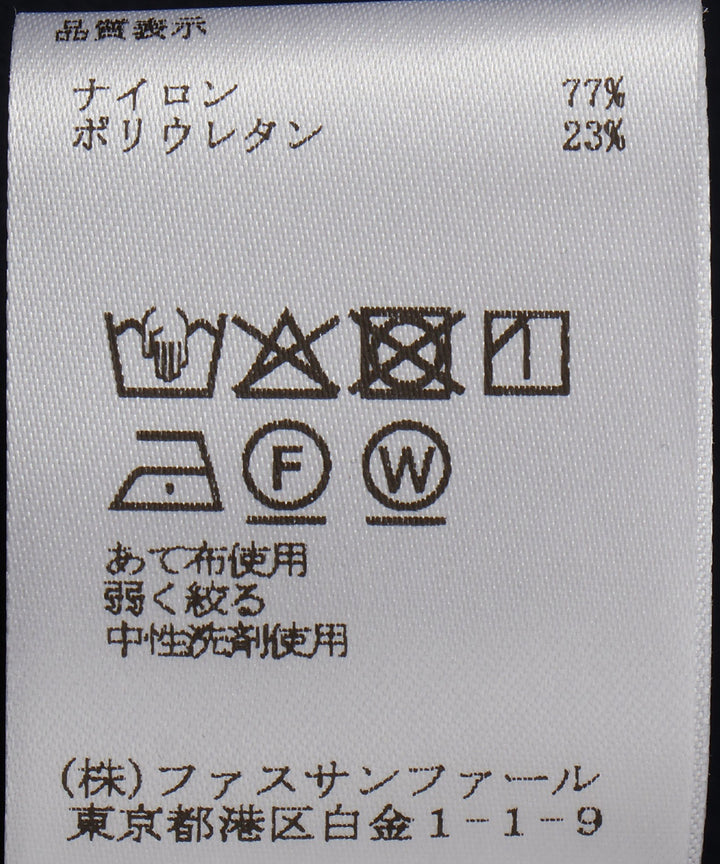 品質表示
ナイロン 77%
ポリウレタン 23%
F W
あて布使用
弱く絞る
中性洗剤使用
(株)ファスサンファール
東京都港区白金1-1-9